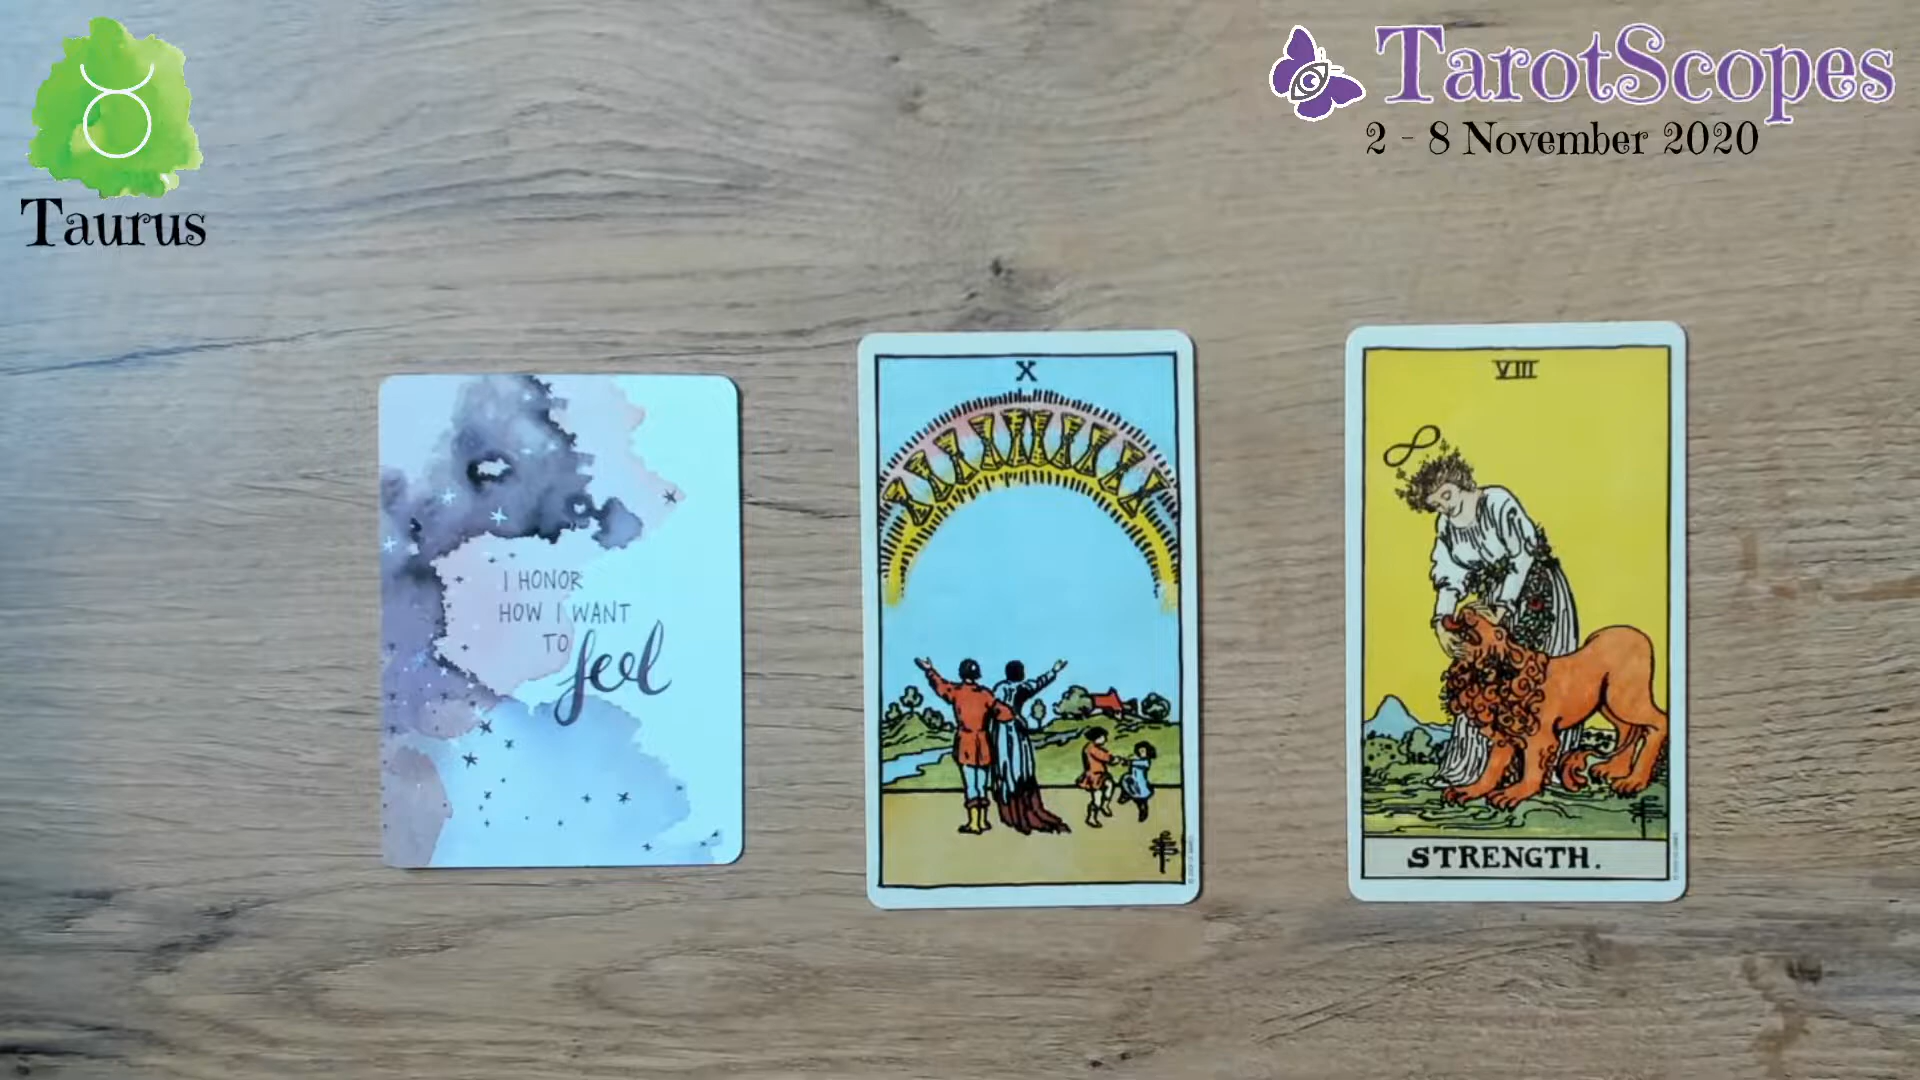 Taurus
TarotScopes
2 - 8 November 2020
I HONOR
HOW I WANT
TO feel
X
VIII
STRENGTH.